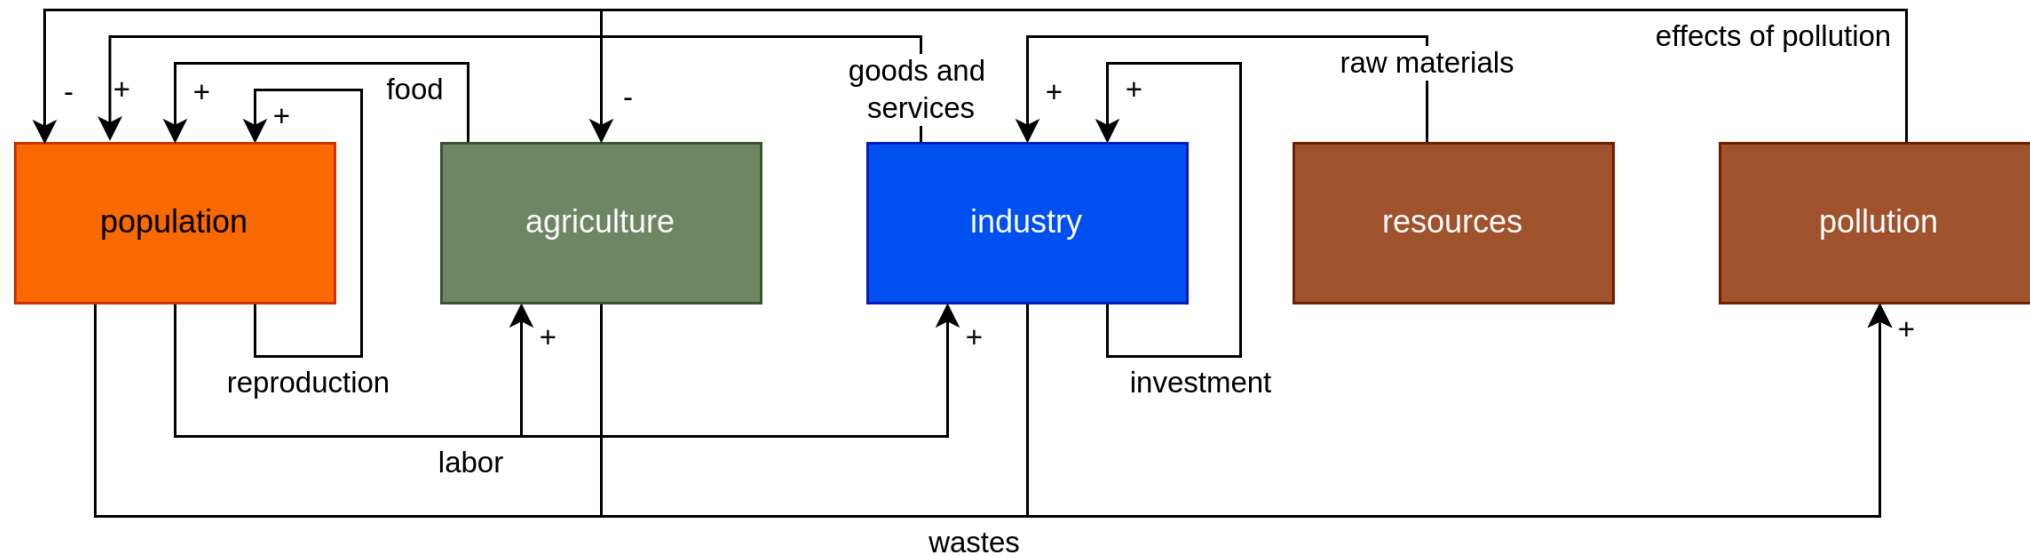 effects of pollution
goods and
services
raw materials
food
-
+
+
+
-
+
+
population
agriculture
industry
resources
pollution
+
+
+
reproduction
investment
labor
wastes